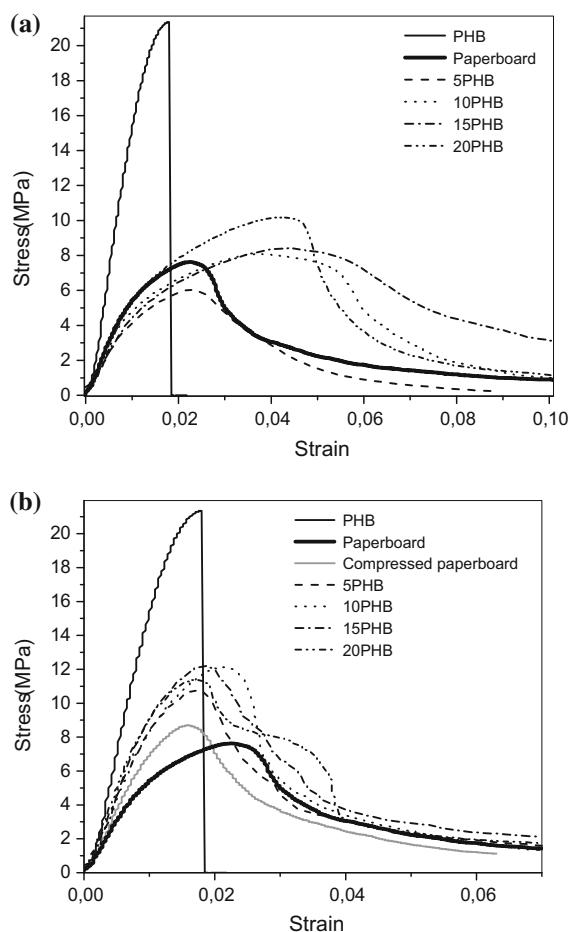 (a)
20
18
16
14
12
10
8
6
4
2
0
Stress(MPa)
PHB
Paperboard
5PHB
10PHB
15PHB
20PHB
0,00 0,02 0,04 0,06 0,08 0,10
Strain
(b)
20
18
16
14
12
10
8
6
4
2
0
Stress(MPa)
PHB
Paperboard
Compressed paperboard
5PHB
10PHB
15PHB
20PHB
0,00 0,02 0,04 0,06
Strain